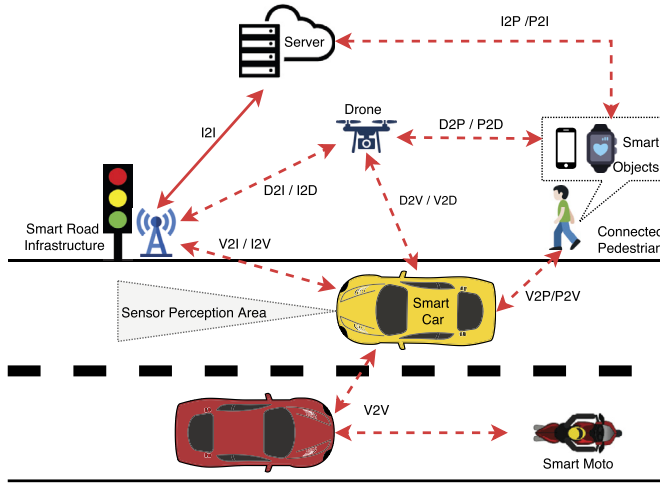 I2P /P2I
Server
Drone
I2I
D2P / P2D
Smart
Objects
D2I / I2D
D2V / V2D
Smart Road
Infrastructure
V2I / I2V
Connected
Pedestrian
Sensor Perception Area
Smart
Car
V2P/P2V
V2V
Smart Moto